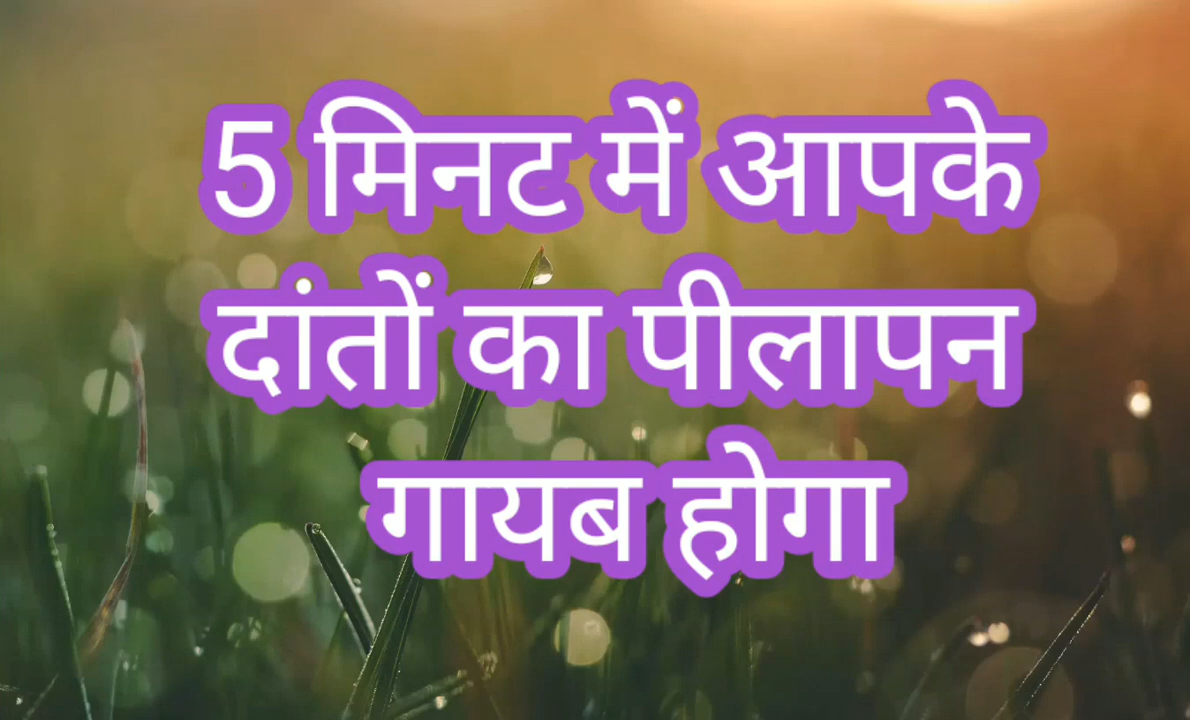 5 मिनट में आपके
दांतों का पीलापन
गायब होगा